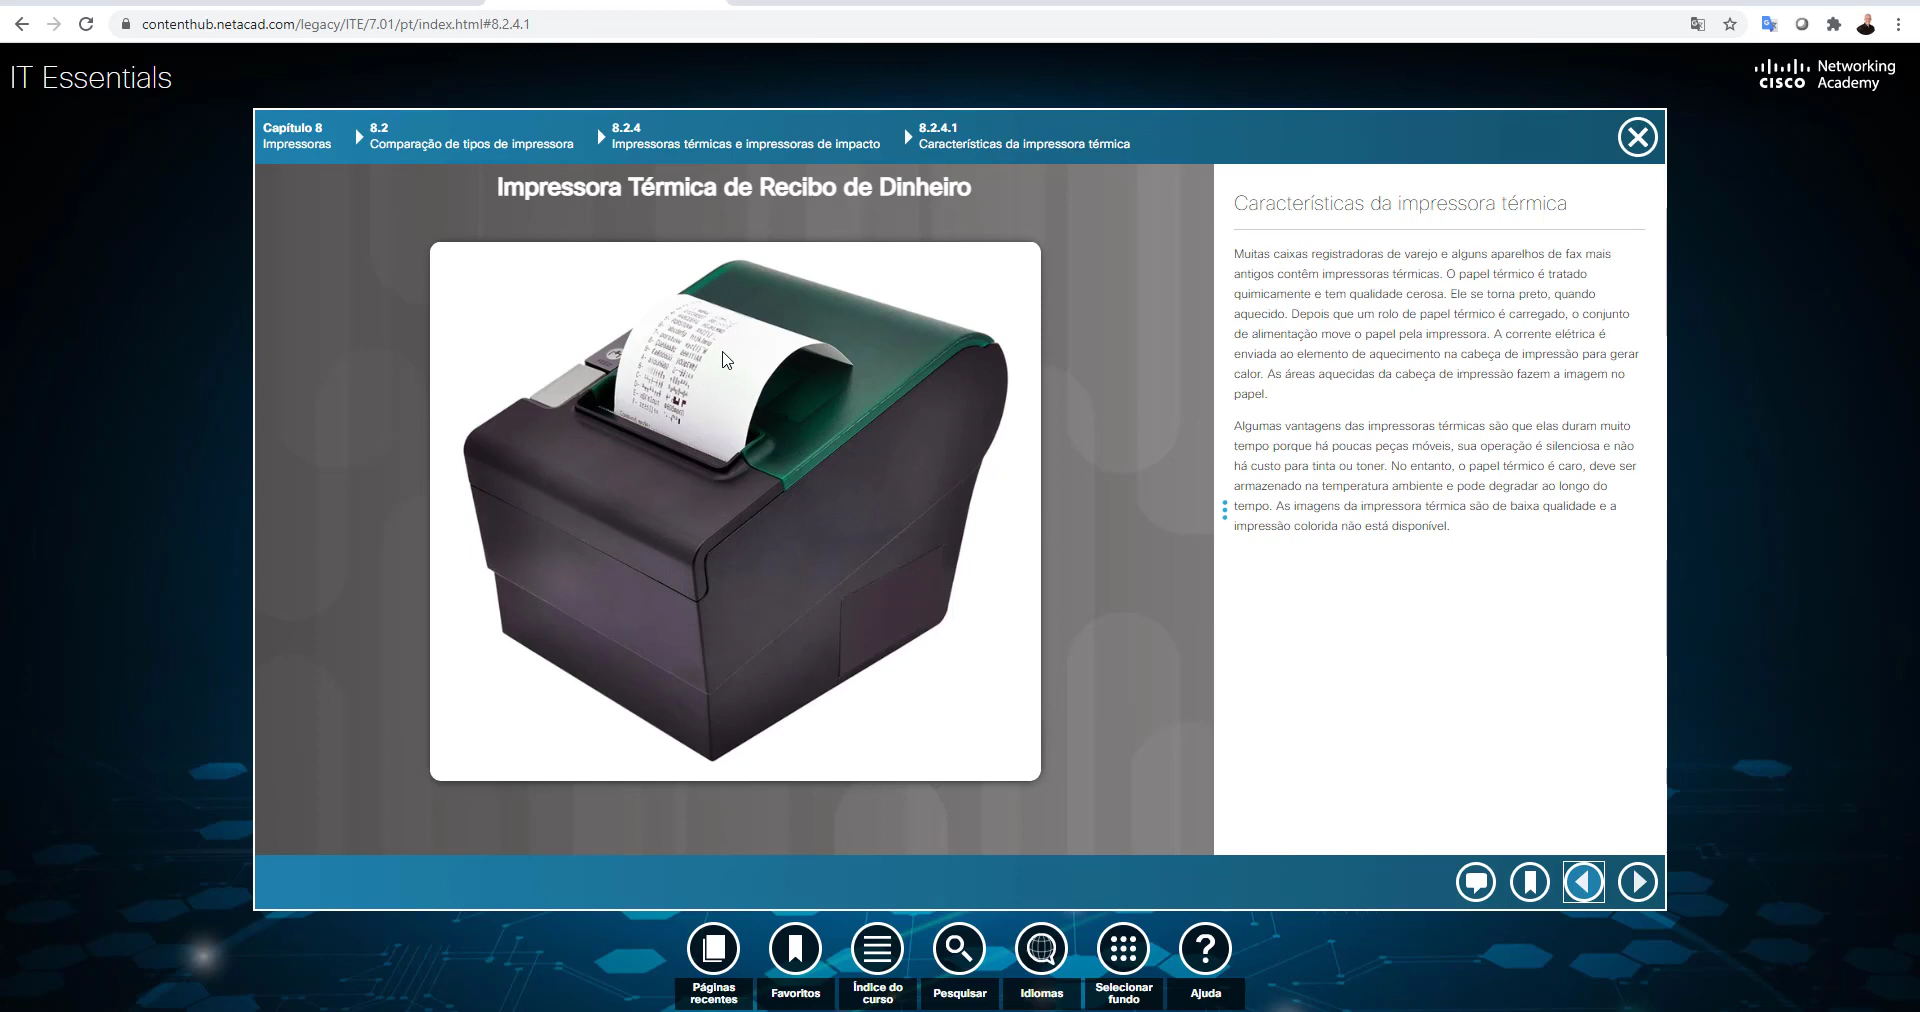 contenthub.netacad.com/legacy/ITE/7.01/pt/index.html#8.2.4.1
IT Essentials
Networking
CISCO Academy
Capítulo 8
Impressoras
8.2
Comparação de tipos de impressora
8.2.4
Impressoras térmicas e impressoras de impacto
8.2.4.1
Características da impressora térmica
Impressora Térmica de Recibo de Dinheiro
Características da impressora térmica
Muitas caixas registradoras de varejo e alguns aparelhos de fax mais
antigos contêm impressoras térmicas. O papel térmico é tratado
quimicamente e tem qualidade cerosa. Ele se torna preto, quando
aquecido. Depois que um rolo de papel térmico é carregado, o conjunto
de alimentação move o papel pela impressora. A corrente elétrica é
enviada ao elemento de aquecimento na cabeça de impressão para gerar
calor. As áreas aquecidas da cabeça de impressão fazem a imagem no
papel.
Algumas vantagens das impressoras térmicas são que elas duram muito
tempo porque há poucas peças móveis, sua operação é silenciosa e não
há custo para tinta ou toner. No entanto, o papel térmico é caro, deve ser
armazenado na temperatura ambiente e pode degradar ao longo do
tempo. As imagens da impressora térmica são de baixa qualidade e a
impressão colorida não está disponível.
Páginas
recentes
Favoritos
Índice do
curso
Pesquisar
Idiomas
Selecionar
fundo
Ajuda